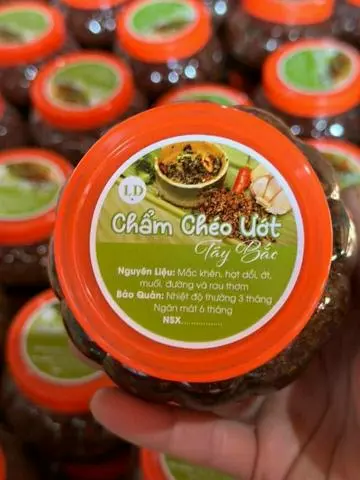 LD
Chẩm Chéo Ướt
Tây Bắc
Nguyên Liệu: Mắc khén, hạt dổi, ớt,
muối, đường và rau thơm
Bảo Quản: Nhiệt độ thường 3 tháng
Ngăn mát 6 tháng
NSX.................